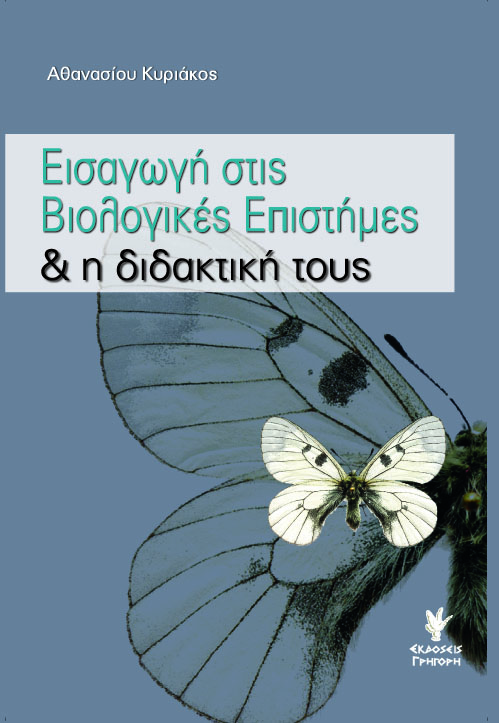 Αθανασίου Κυριάκος
Εισαγωγή στις
Βιολογικές Επιστήμες
& η διδακτική τους
ΕΚΔΟΣΕΙΣ
ΓΡΗΓΟΡΗ